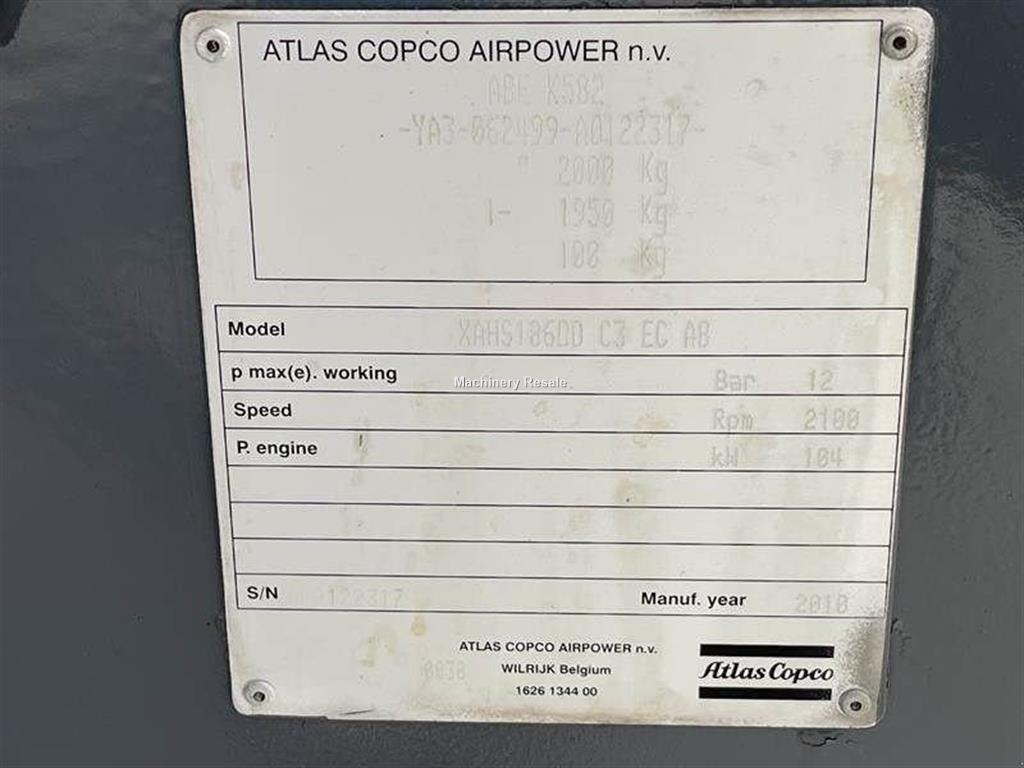 ATLAS COPCO AIRPOWER n.v.
ABE K582
-YA3-062499-A0122317-
2000 Kg
1- 1950 Kg
100 Kg
Model XAHS186DD C3 EC AB
p max(e). working Bar 12
Machinery Resale
Speed Rpm 2100
P. engine kW 104
S/N 122317 Manuf. year 2010
ATLAS COPCO AIRPOWER n.v.
0038 WILRIJK Belgium
1626 1344 00
Atlas Copco